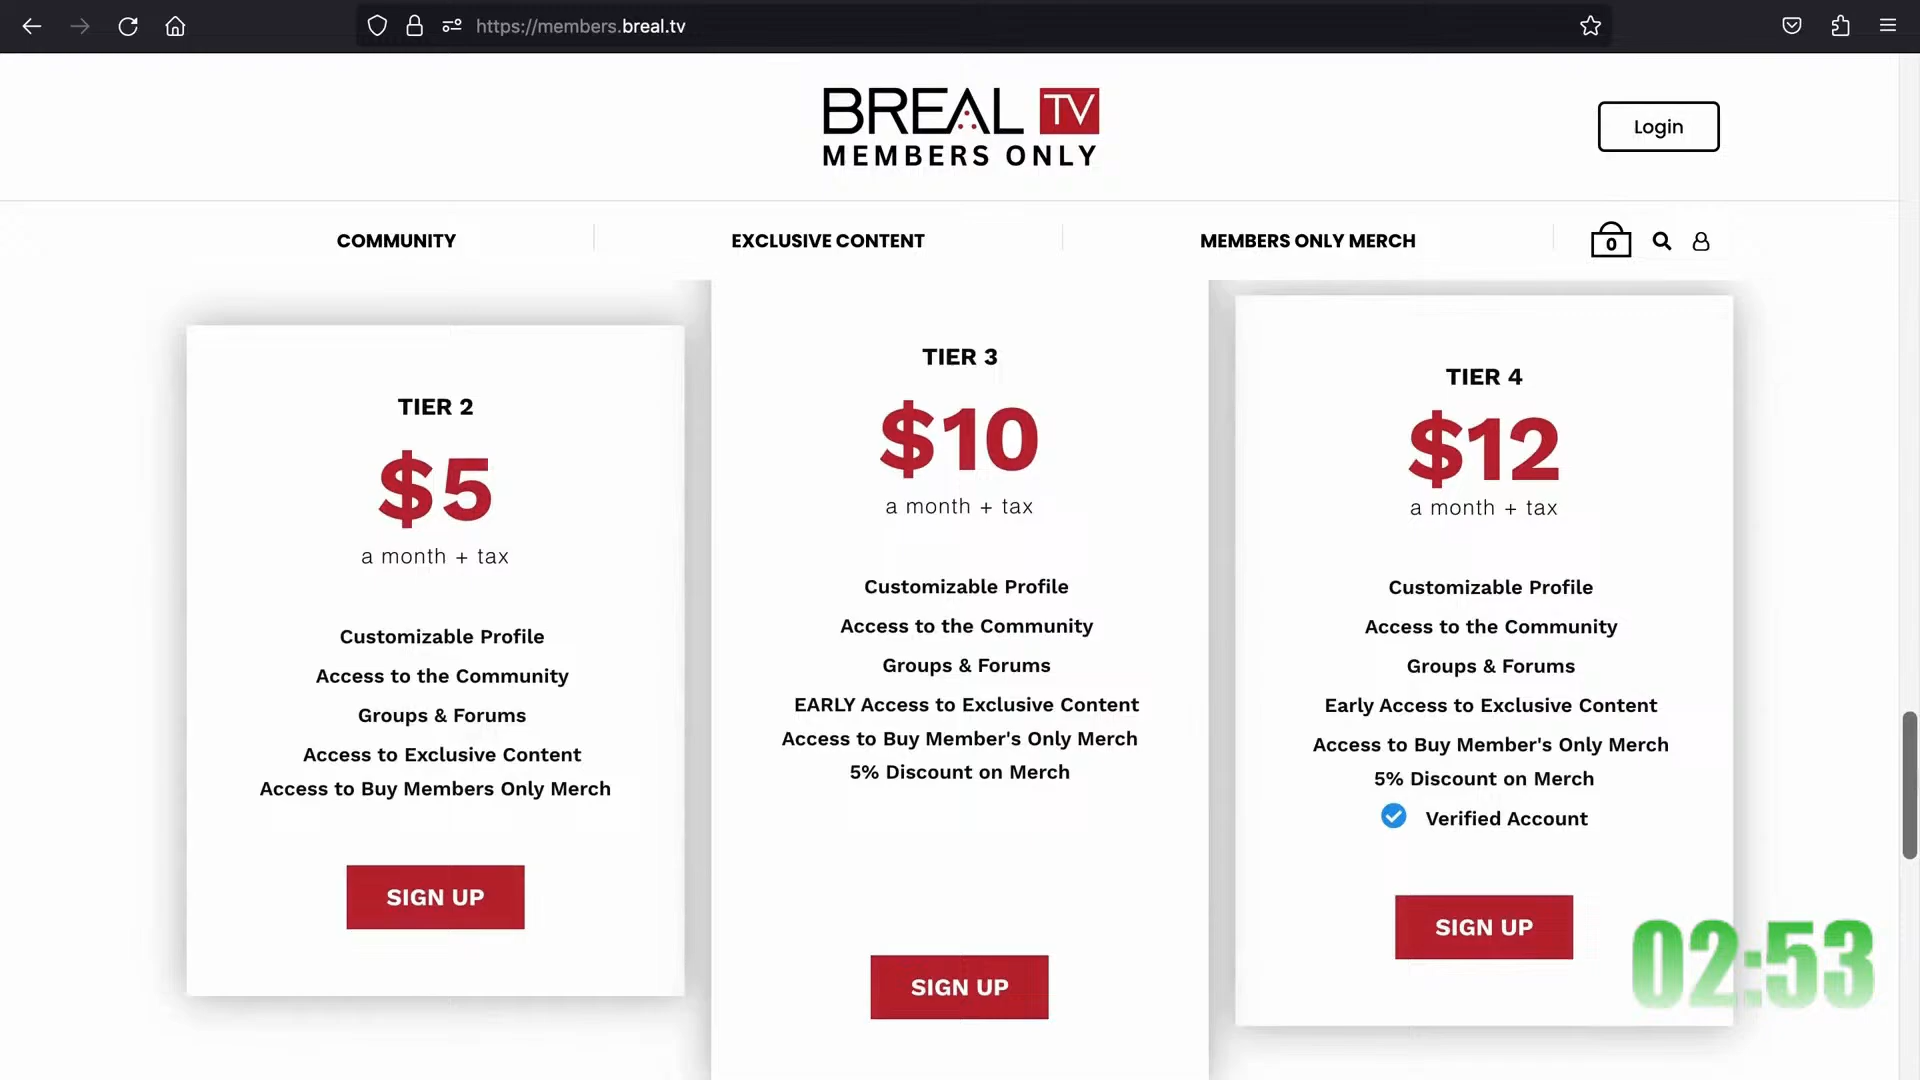 https://members.breal.tv
BREAL TV
MEMBERS ONLY
Login
COMMUNITY
EXCLUSIVE CONTENT
MEMBERS ONLY MERCH
0
TIER 2
$5
a month + tax
Customizable Profile
Access to the Community
Groups & Forums
Access to Exclusive Content
Access to Buy Members Only Merch
SIGN UP
TIER 3
$10
a month + tax
Customizable Profile
Access to the Community
Groups & Forums
EARLY Access to Exclusive Content
Access to Buy Member's Only Merch
5% Discount on Merch
SIGN UP
TIER 4
$12
a month + tax
Customizable Profile
Access to the Community
Groups & Forums
Early Access to Exclusive Content
Access to Buy Member's Only Merch
5% Discount on Merch
Verified Account
SIGN UP
02:53